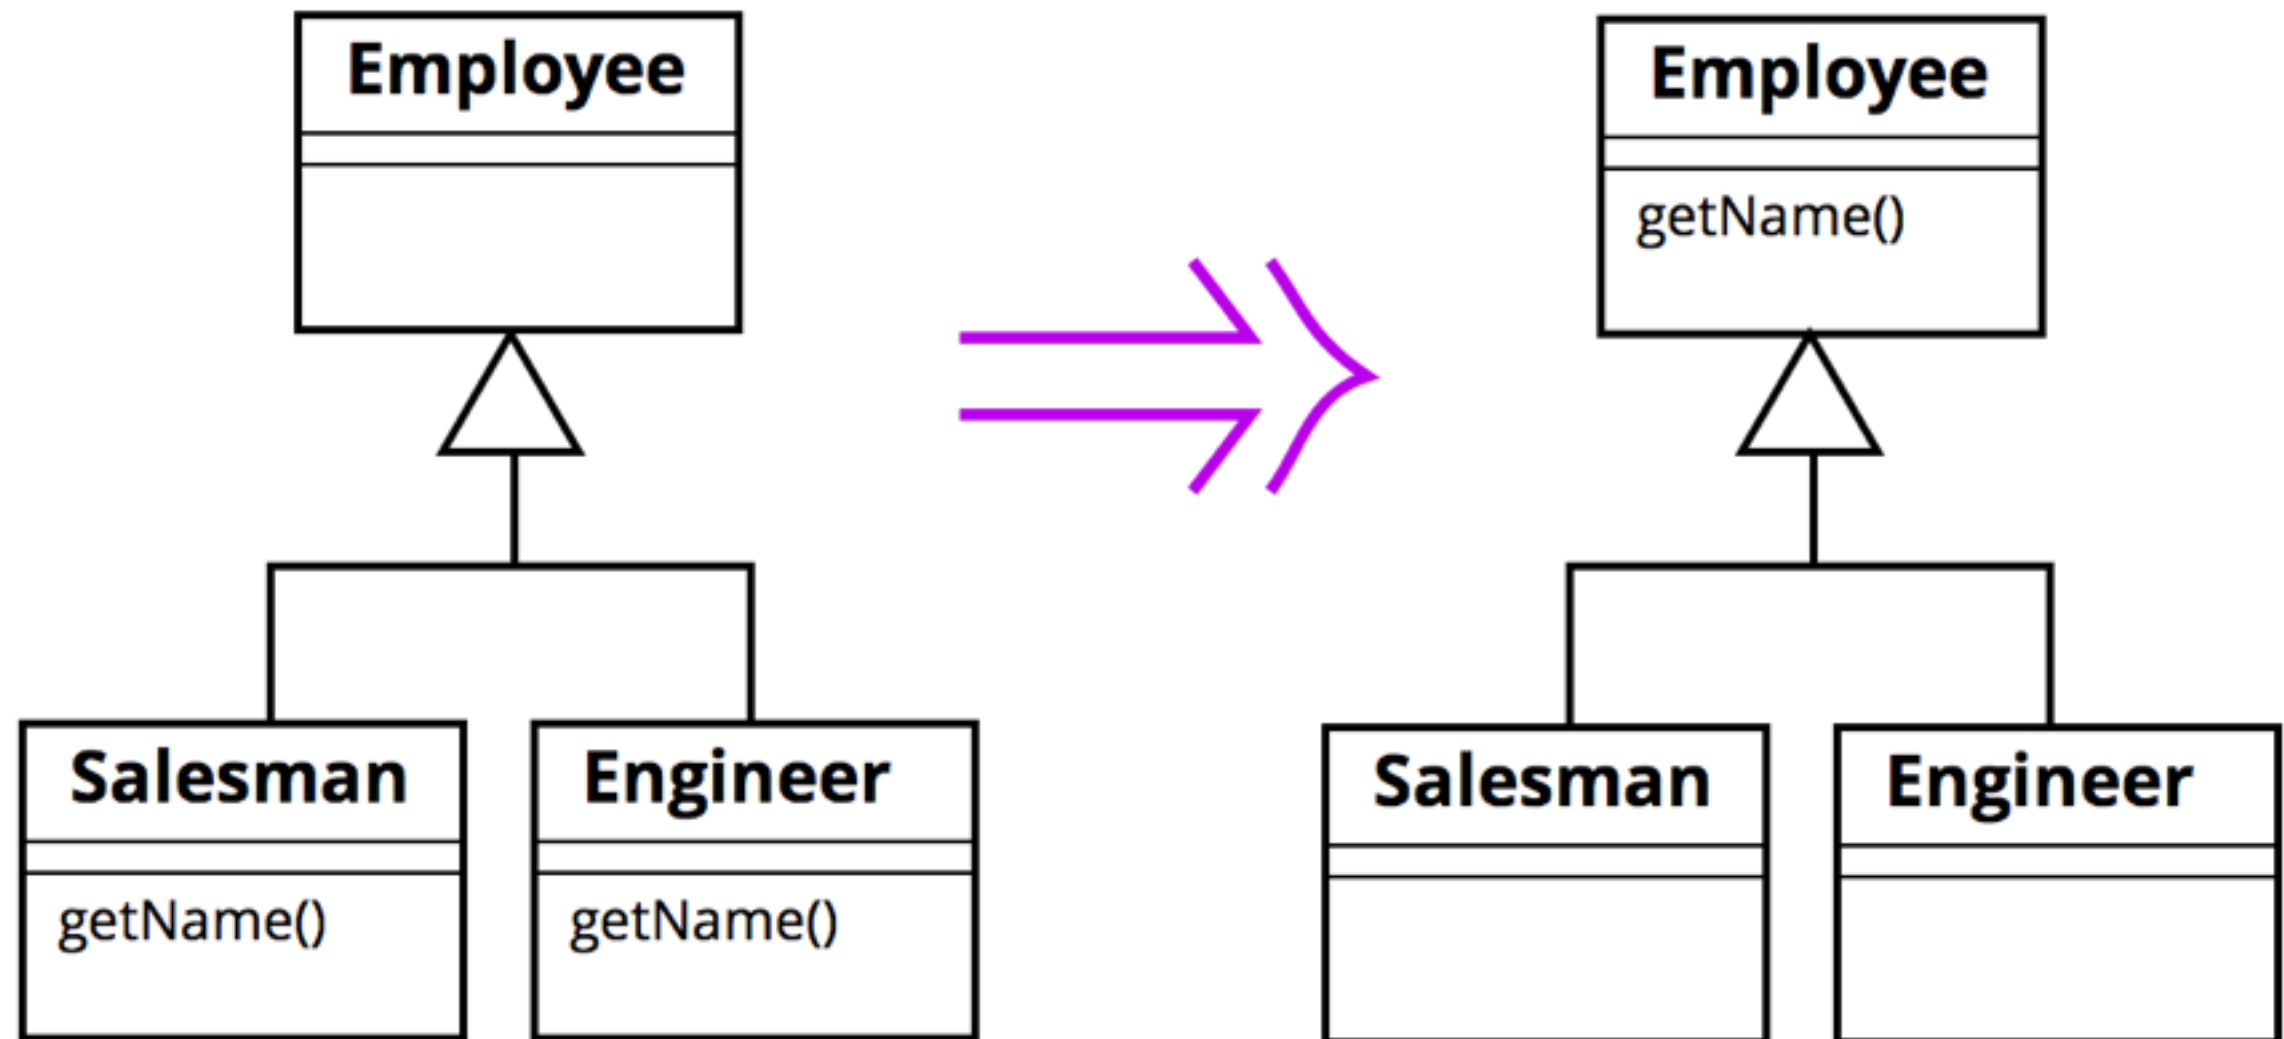 Employee
Salesman
getName()
Engineer
getName()
Employee
getName()
Salesman
Engineer